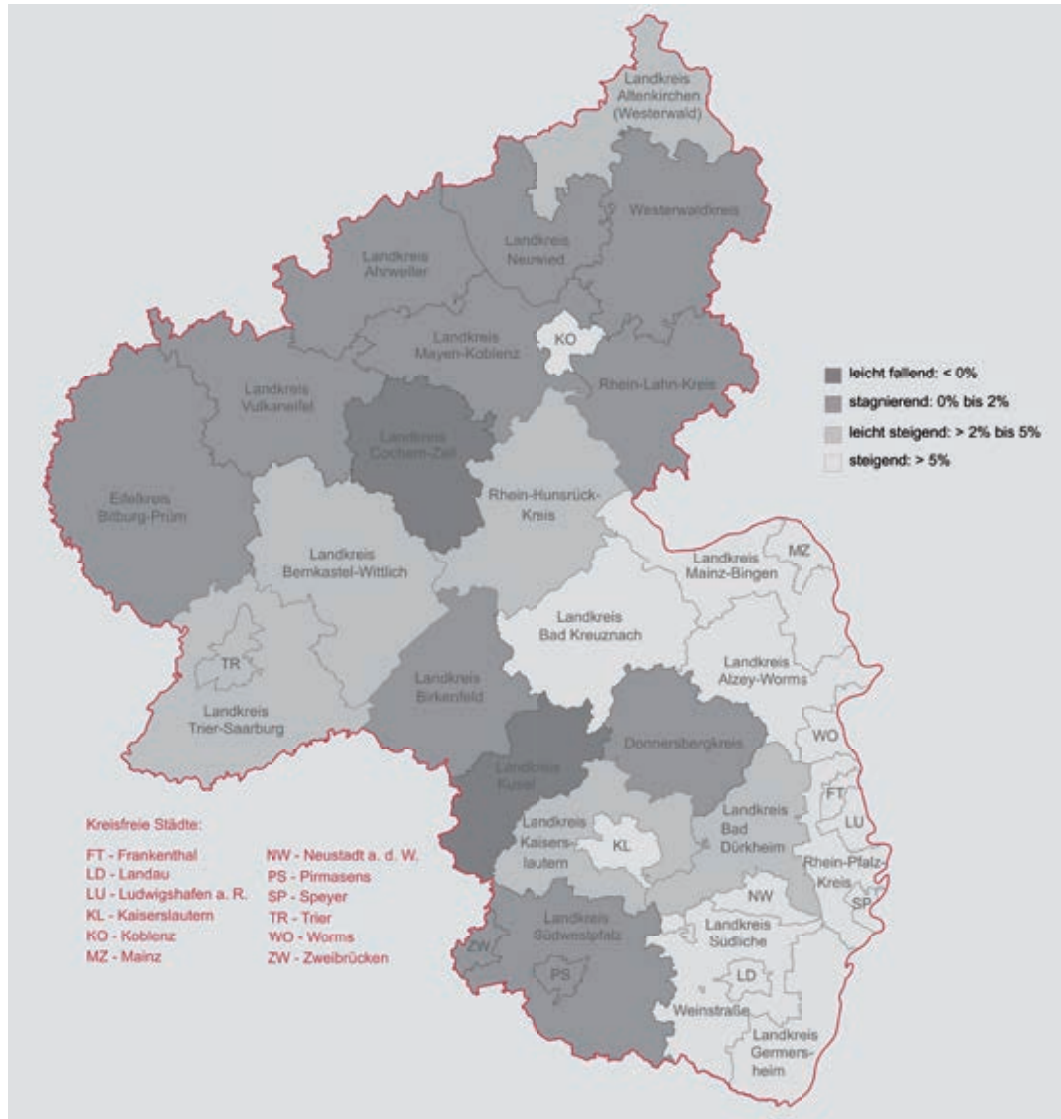 Landkreis
Altenkirchen
(Westerwald)
Westerwaldkreis
Landkreis
Neuwied
Landkreis
Ahrweiler
KO
Landkreis
Mayen-Koblenz
Rhein-Lahn-Kreis
Landkreis
Vulkaneifel
Landkreis
Cochem-Zell
Eifelkreis
Bitburg-Prüm
Rhein-Hunsrück-
Kreis
Landkreis
Bernkastel-Wittlich
leicht fallend: < 0%
stagnierend: 0% bis 2%
leicht steigend: > 2% bis 5%
steigend: > 5%
MZ
Landkreis
Mainz-Bingen
Landkreis
Bad Kreuznach
Landkreis
Alzey-Worms
TR
Landkreis
Trier-Saarburg
Landkreis
Birkenfeld
WO
Donnersbergkreis
Landkreis
Kusel
FT
LU
Landkreis
Bad
Dürkheim
Landkreis
Kaisers-
lautern
KL
Rhein-Pfalz-
Kreis
SP
NW
Landkreis
Südwestpfalz
ZW
PS
Landkreis
Südliche
LD
Weinstraße
Landkreis
Germers-
heim
Kreisfreie Städte:
FT - Frankenthal
LD - Landau
LU - Ludwigshafen a. R.
KL - Kaiserslautern
KO - Koblenz
MZ - Mainz
NW - Neustadt a. d. W.
PS - Pirmasens
SP - Speyer
TR - Trier
WO - Worms
ZW - Zweibrücken